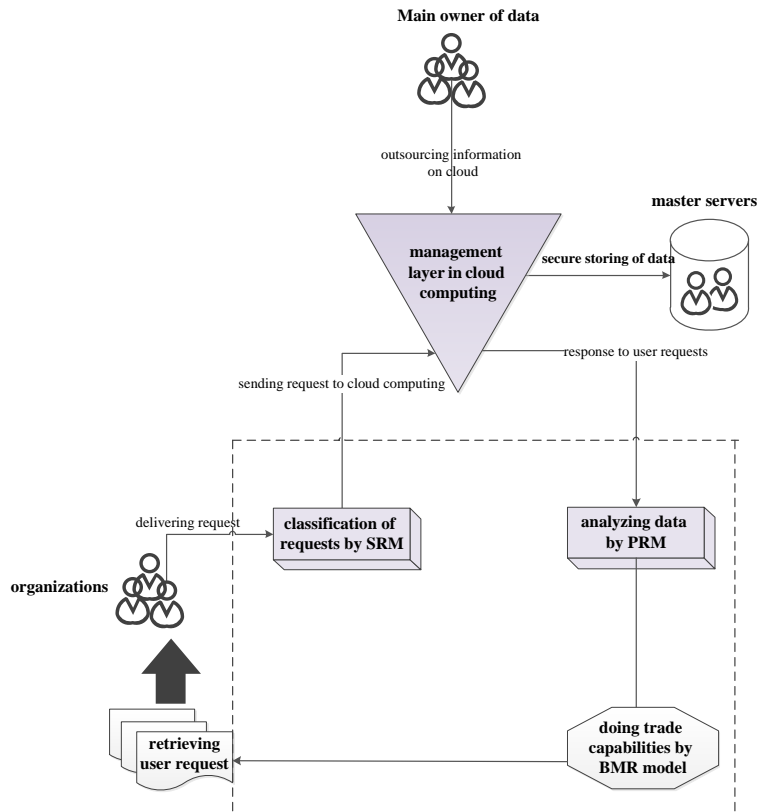 Main owner of data
outsourcing information
on cloud
master servers
management
layer in cloud
computing
secure storing of data
response to user requests
sending request to cloud computing
delivering request
classification of
requests by SRM
analyzing data
by PRM
organizations
retrieving
user request
doing trade
capabilities by
BMR model